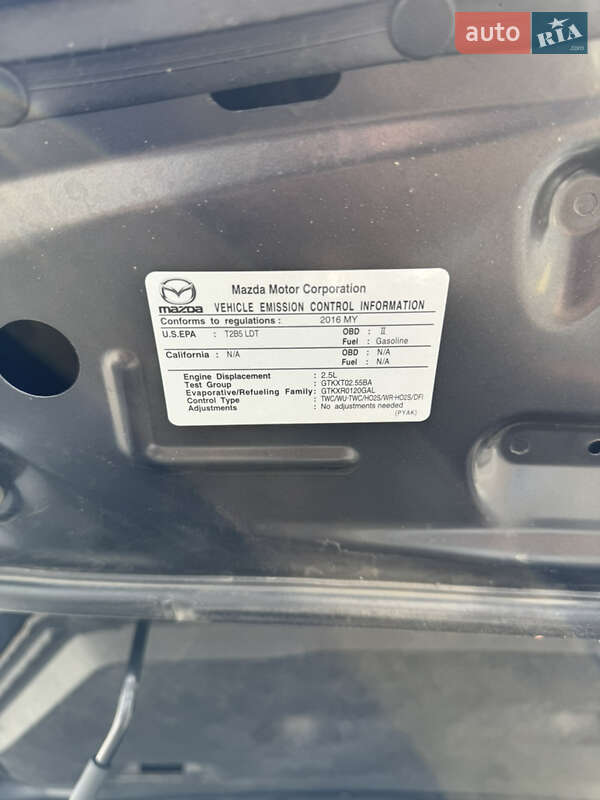 auto RIA.com
Mazda Motor Corporation
mazda VEHICLE EMISSION CONTROL INFORMATION
Conforms to regulations : 2016 MY
U.S.EPA : T2B5 LDT OBD : II
Fuel : Gasoline
California : N/A OBD : N/A
Fuel : N/A
Engine Displacement : 2.5L
Test Group : GTKXT02.55BA
Evaporative/Refueling Family: GTKXR0120GAL
Control Type : TWC/WU-TWC/HO2S/WR-HO2S/DFI
Adjustments : No adjustments needed
(PYAK)